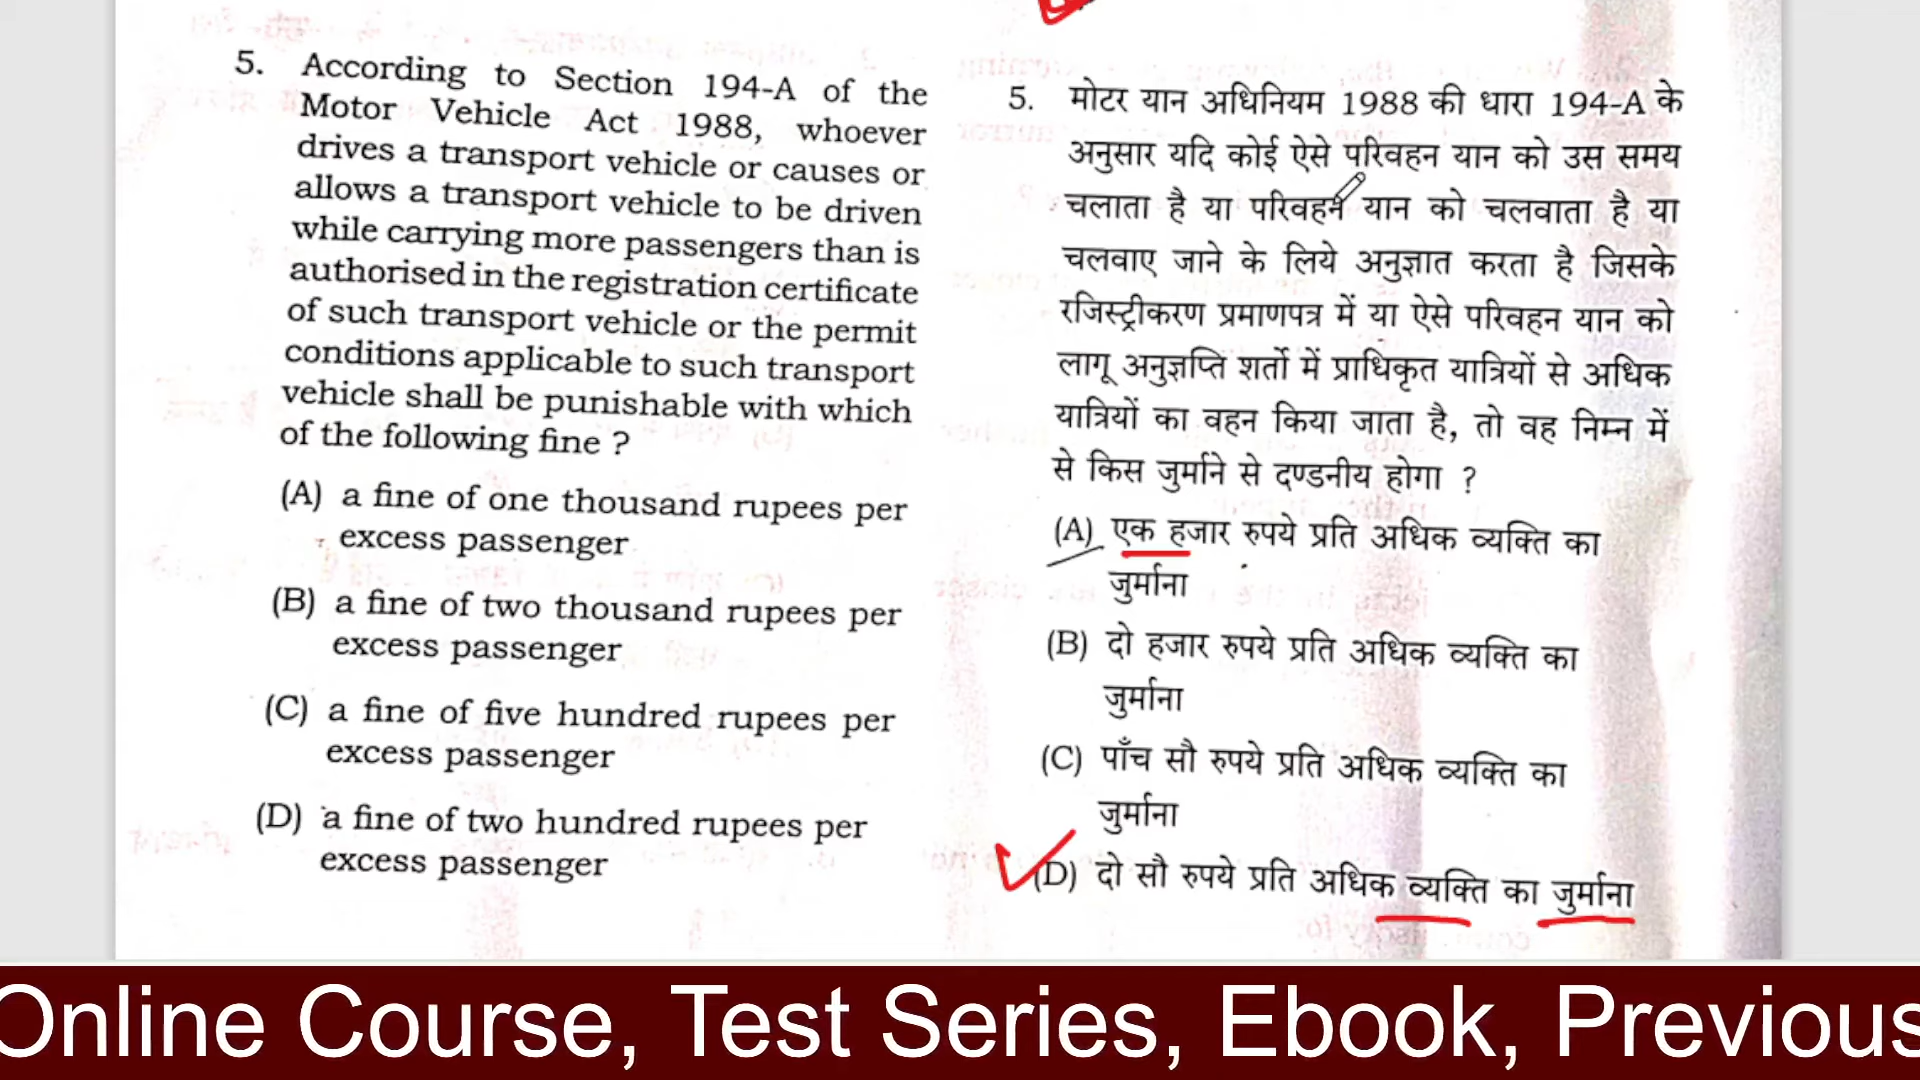 5. According to Section 194-A of the
Motor Vehicle Act 1988, whoever
drives a transport vehicle or causes or
allows a transport vehicle to be driven
while carrying more passengers than is
authorised in the registration certificate
of such transport vehicle or the permit
conditions applicable to such transport
vehicle shall be punishable with which
of the following fine ?
(A) a fine of one thousand rupees per
excess passenger
(B) a fine of two thousand rupees per
excess passenger
(C) a fine of five hundred rupees per
excess passenger
(D) a fine of two hundred rupees per
excess passenger
5. मोटर यान अधिनियम 1988 की धारा 194-A के
अनुसार यदि कोई ऐसे परिवहन यान को उस समय
चलाता है या परिवहन यान को चलवाता है या
चलवाए जाने के लिये अनुज्ञात करता है जिसके
रजिस्ट्रीकरण प्रमाणपत्र में या ऐसे परिवहन यान को
लागू अनुज्ञप्ति शर्तो में प्राधिकृत यात्रियों से अधिक
यात्रियों का वहन किया जाता है, तो वह निम्न में
से किस जुर्माने से दण्डनीय होगा ?
(A) एक हजार रुपये प्रति अधिक व्यक्ति का
जुर्माना
(B) दो हजार रुपये प्रति अधिक व्यक्ति का
जुर्माना
(C) पाँच सौ रुपये प्रति अधिक व्यक्ति का
जुर्माना
(D) दो सौ रुपये प्रति अधिक व्यक्ति का जुर्माना
Online Course, Test Series, Ebook, Previous